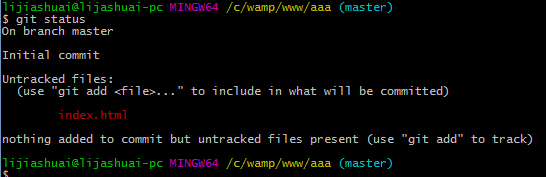 lijiashuai@lijashuai-pc MINGW64 /c/wamp/www/aaa (master)
$ git status
On branch master
Initial commit
Untracked files:
  (use "git add <file>..." to include in what will be committed)
        index.html
nothing added to commit but untracked files present (use "git add" to track)
lijiashuai@lijashuai-pc MINGW64 /c/wamp/www/aaa (master)
$